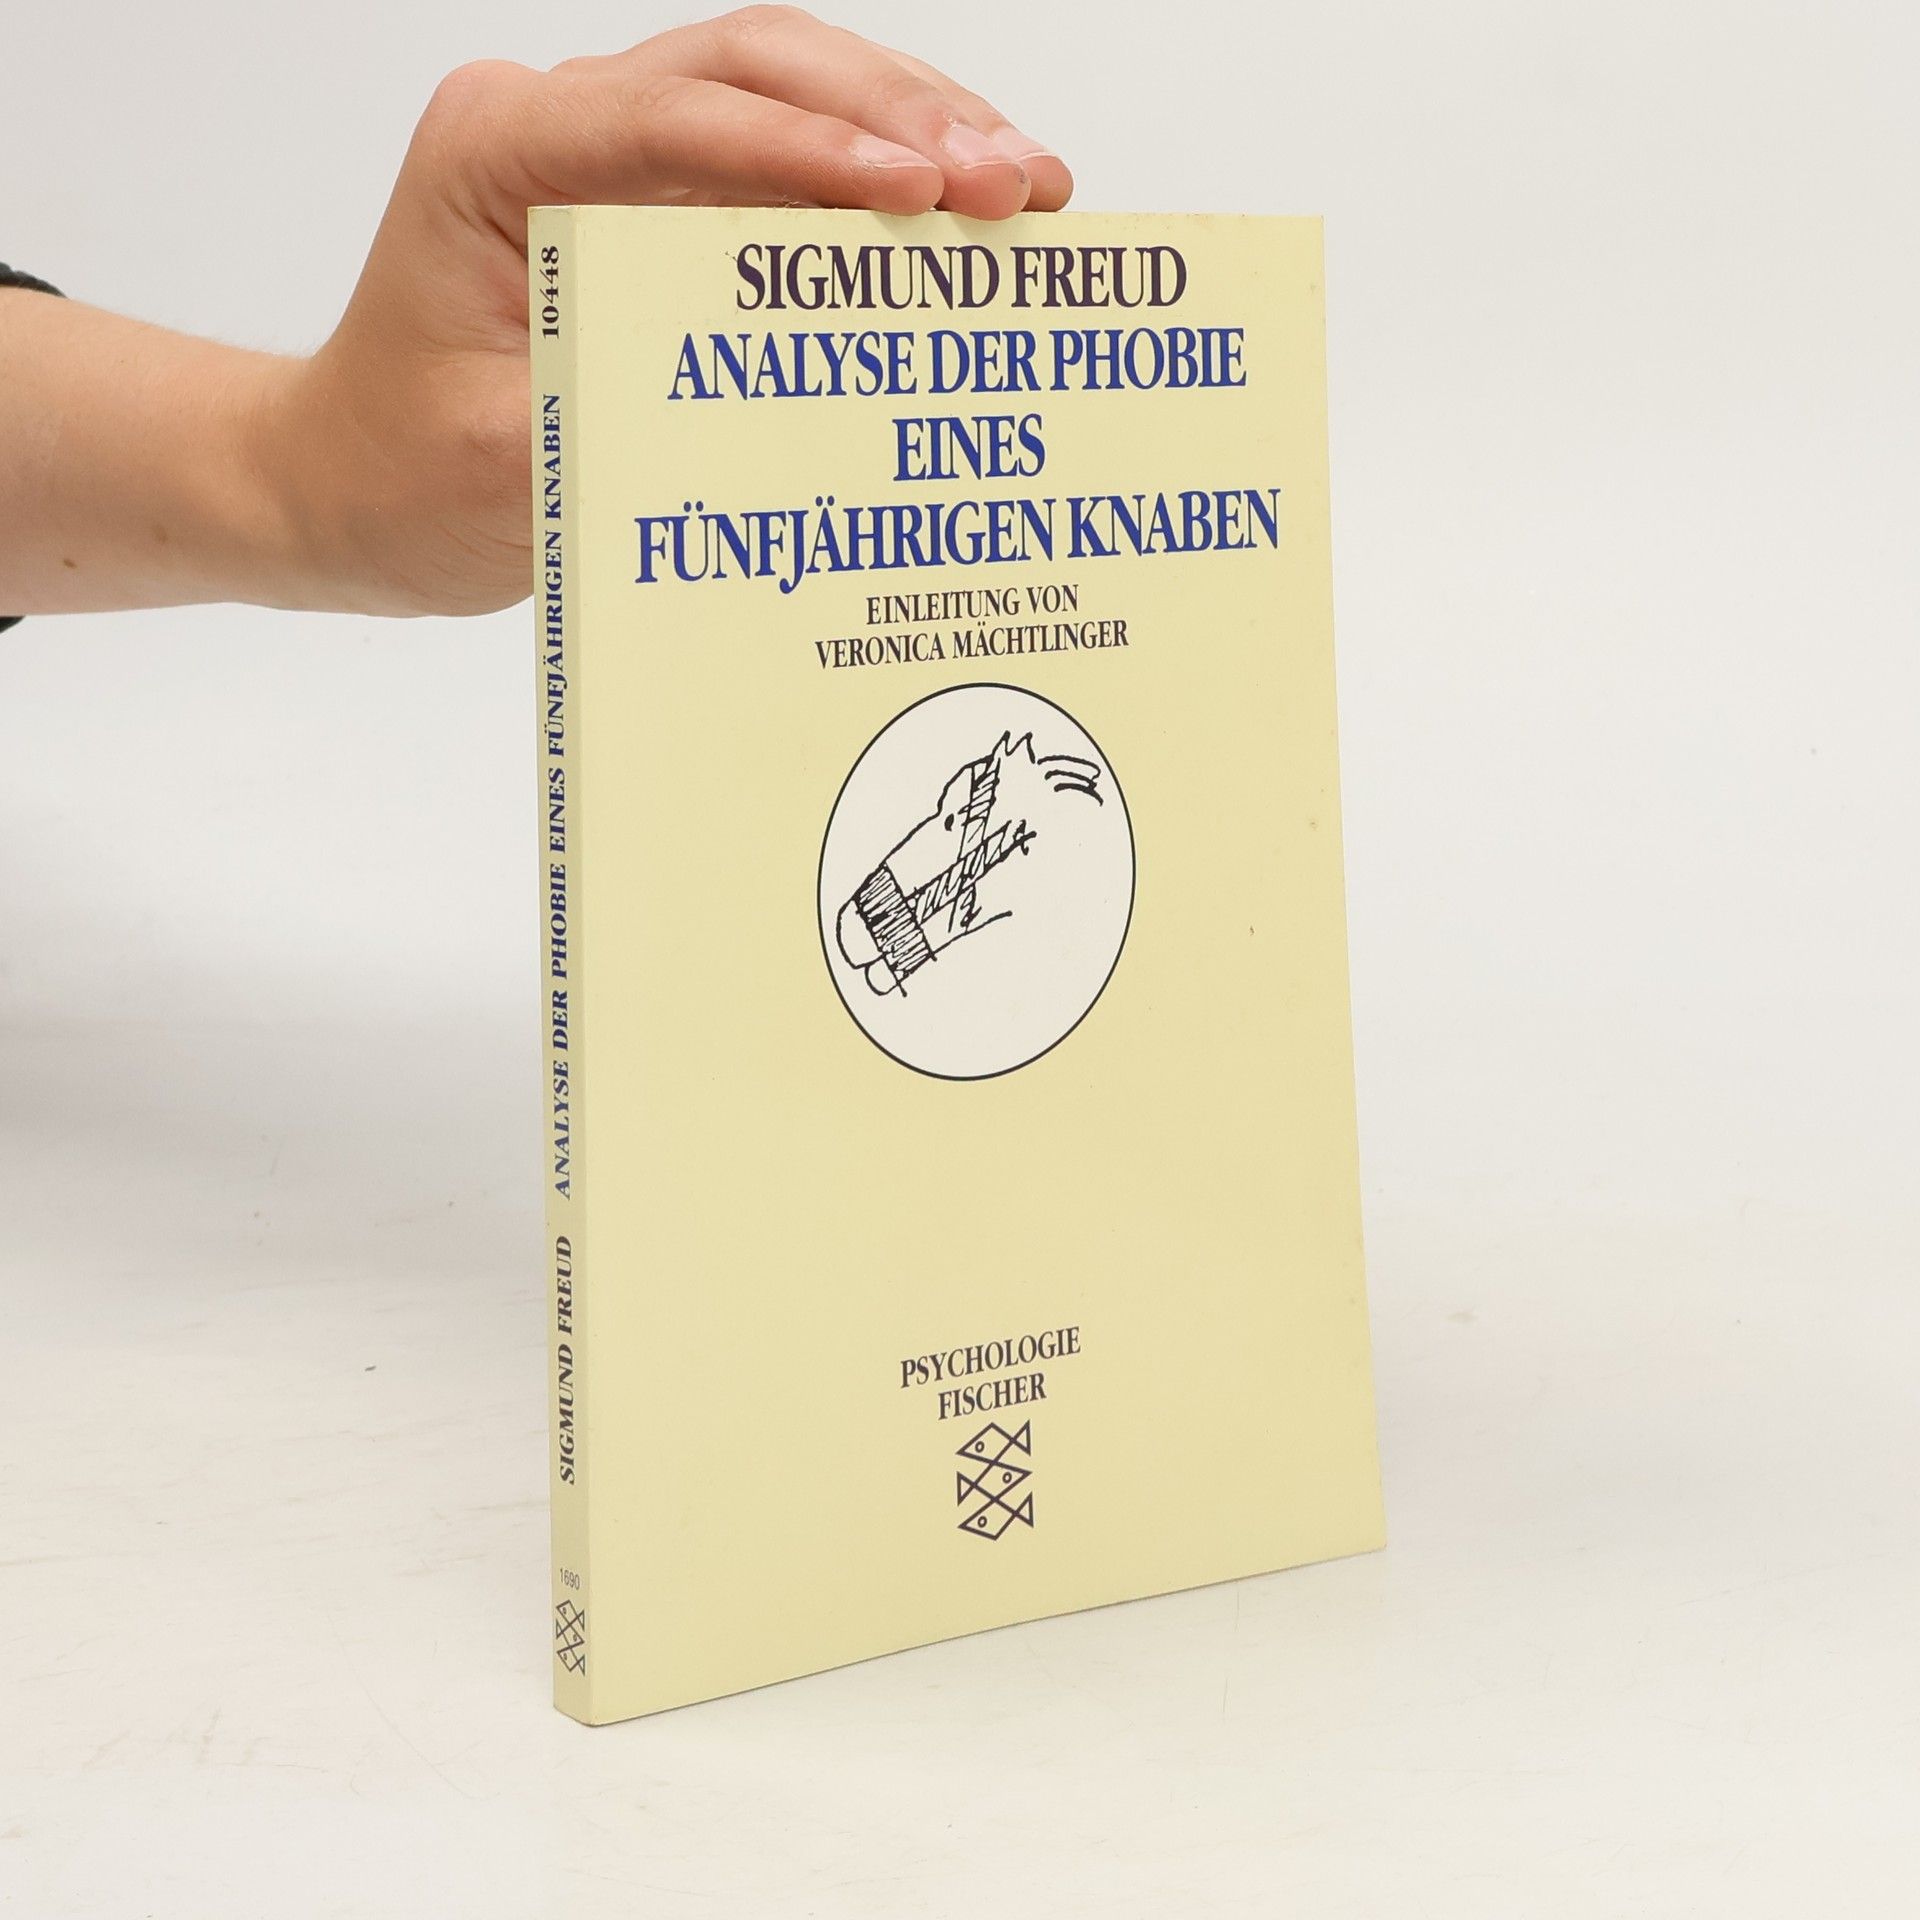 SIGMUND FREUD
ANALYSE DER PHOBIE
EINES
FÜNFJÄHRIGEN KNABEN
EINLEITUNG VON
VERONICA MÄCHTLINGER
PSYCHOLOGIE
FISCHER
SIGMUND FREUD ANALYSE DER PHOBIE EINES FÜNFJÄHRIGEN KNABEN 10448
1690